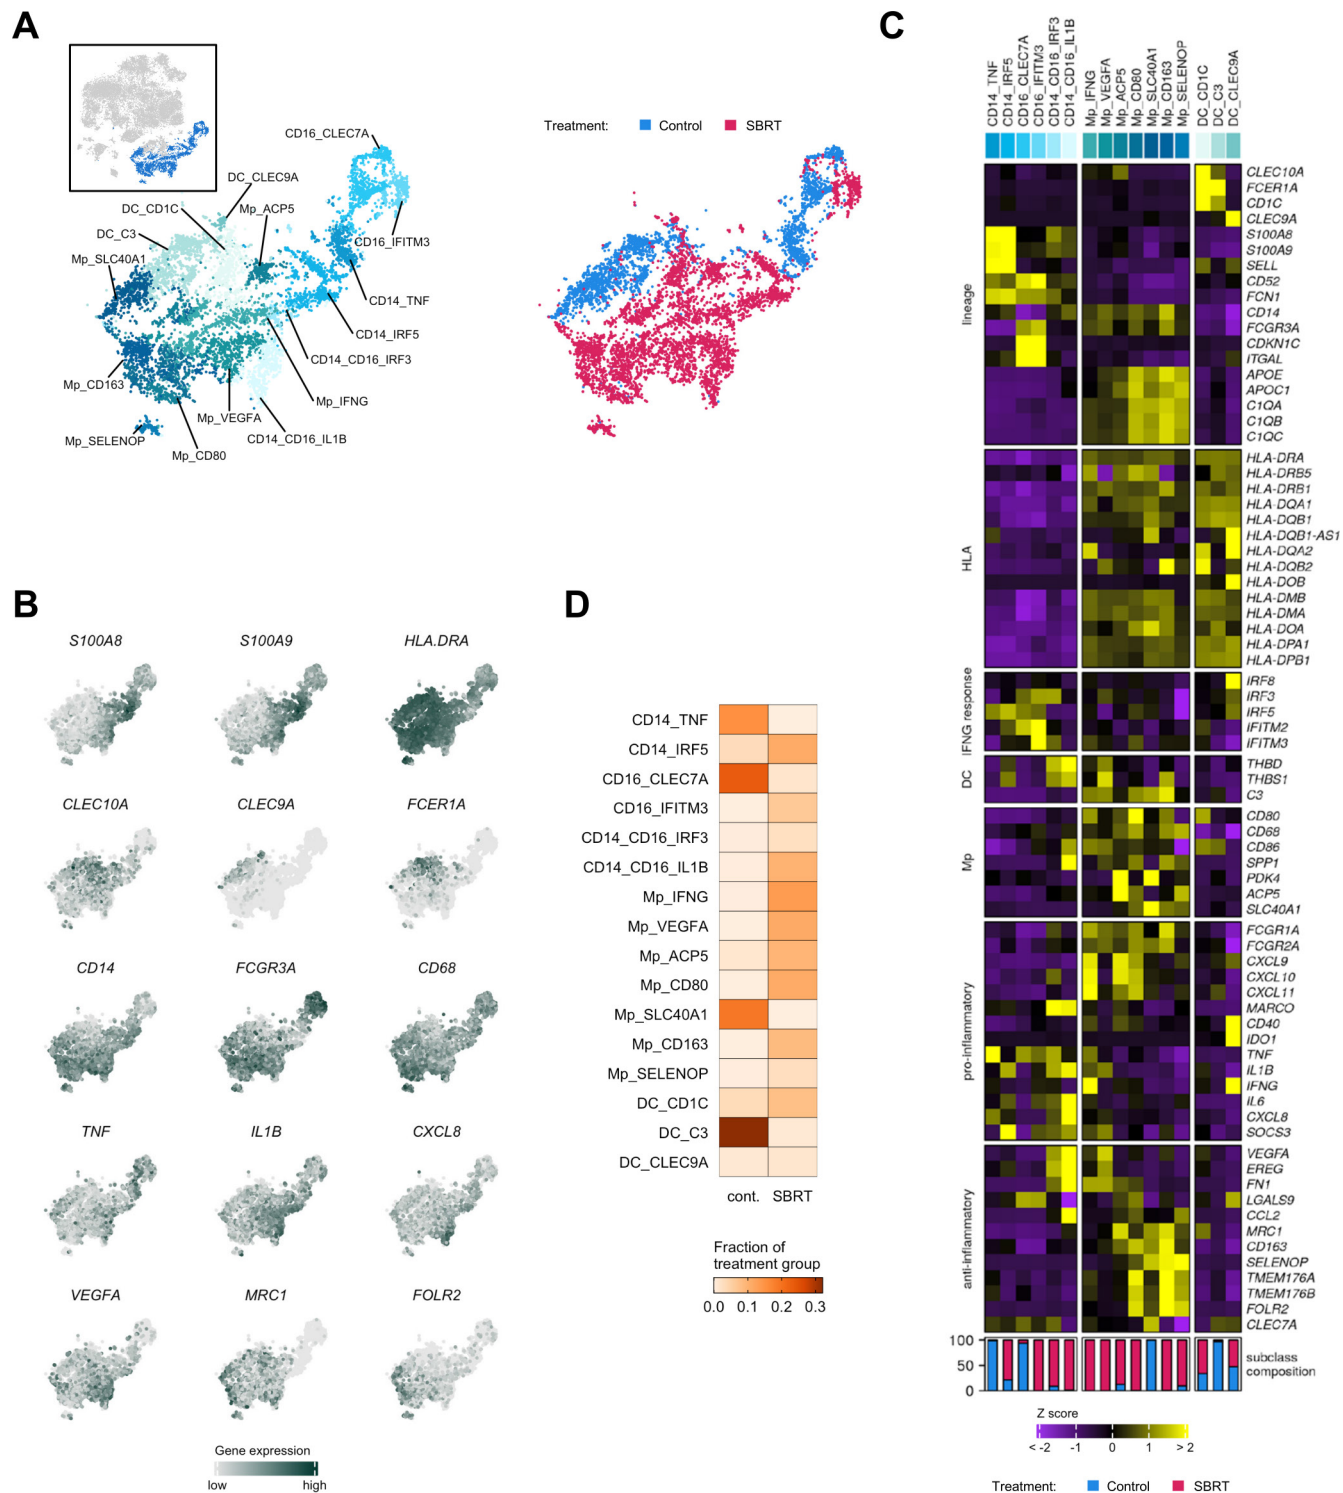 A
CD16_CLEC7A
DC_CLEC9A
DC_CD1C
Mp_ACP5
DC_C3
CD16_IFITM3
Mp_SLC40A1
CD14_TNF
CD14_IRF5
CD14_CD16_IRF3
Mp_CD163
Mp_IFNG
Mp_VEGFA
Mp_SELENOP
CD14_CD16_IL1B
Mp_CD80
Treatment: Control SBRT
B
S100A8 S100A9 HLA.DRA
CLEC10A CLEC9A FCER1A
CD14 FCGR3A CD68
TNF IL1B CXCL8
VEGFA MRC1 FOLR2
Gene expression
low high
C
CD14_TNF
CD14_IRF5
CD16_CLEC7A
CD16_IFITM3
CD14_CD16_IRF3
CD14_CD16_IL1B
Mp_IFNG
Mp_VEGFA
Mp_ACP5
Mp_CD80
Mp_SLC40A1
Mp_CD163
Mp_SELENOP
DC_CD1C
DC_C3
DC_CLEC9A
lineage
CLEC10A
FCER1A
CD1C
CLEC9A
S100A8
S100A9
SELL
CD52
FCN1
CD14
FCGR3A
CDKN1C
ITGAL
APOE
APOC1
C1QA
C1QB
C1QC
HLA
HLA-DRA
HLA-DRB5
HLA-DRB1
HLA-DQA1
HLA-DQB1
HLA-DQB1-AS1
HLA-DQA2
HLA-DQB2
HLA-DOB
HLA-DMB
HLA-DMA
HLA-DOA
HLA-DPA1
HLA-DPB1
IFNG response
IRF8
IRF3
IRF5
IFITM2
IFITM3
DC
THBD
THBS1
C3
Mp
CD80
CD68
CD86
SPP1
PDK4
ACP5
SLC40A1
pro-inflammatory
FCGR1A
FCGR2A
CXCL9
CXCL10
CXCL11
MARCO
CD40
IDO1
TNF
IL1B
IFNG
IL6
CXCL8
SOCS3
anti-inflammatory
VEGFA
EREG
FN1
LGALS9
CCL2
MRC1
CD163
SELENOP
TMEM176A
TMEM176B
FOLR2
CLEC7A
100
50
0
subclass
composition
Z score
< -2 -1 0 1 > 2
Treatment: Control SBRT
D
CD14_TNF
CD14_IRF5
CD16_CLEC7A
CD16_IFITM3
CD14_CD16_IRF3
CD14_CD16_IL1B
Mp_IFNG
Mp_VEGFA
Mp_ACP5
Mp_CD80
Mp_SLC40A1
Mp_CD163
Mp_SELENOP
DC_CD1C
DC_C3
DC_CLEC9A
cont. SBRT
Fraction of
treatment group
0.0 0.1 0.2 0.3